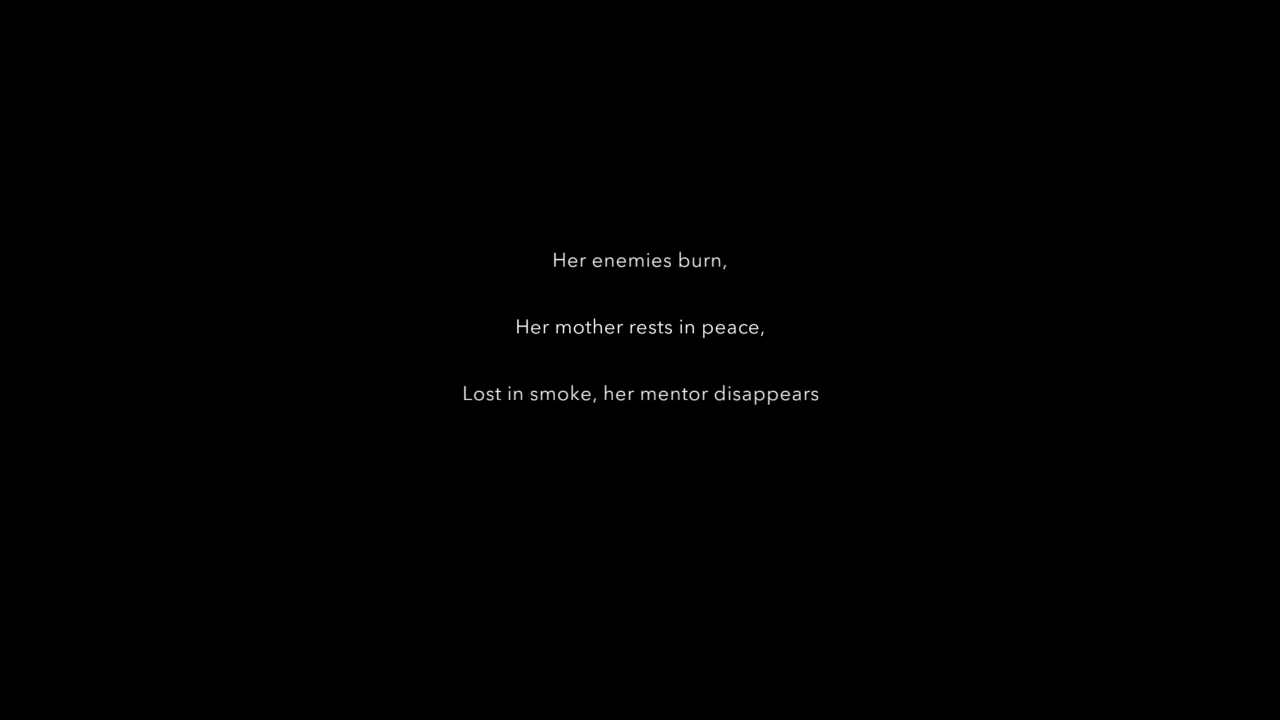 Her enemies burn,
Her mother rests in peace,
Lost in smoke, her mentor disappears